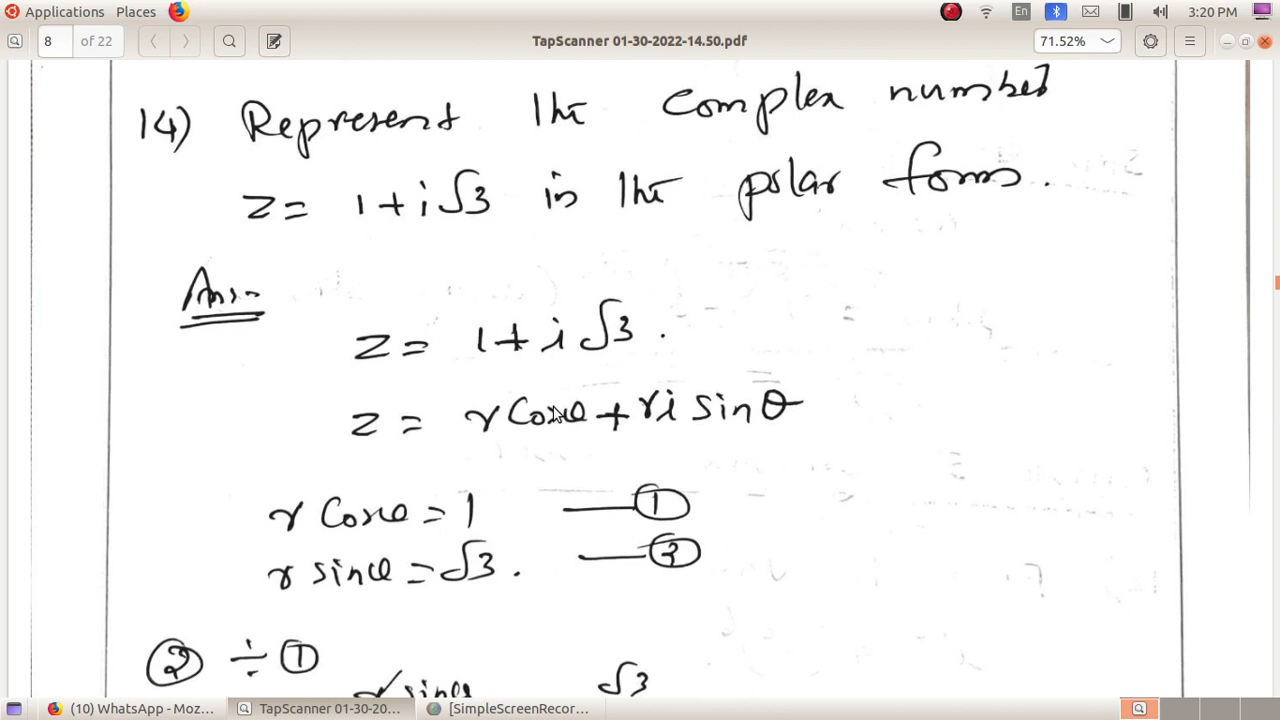 Applications Places En 3:20 PM
8 of 22 TapScanner 01-30-2022-14.50.pdf 71.52%
14) Represent the complex number
z = 1 + i√3 in the polar form.
Ans:-
z = 1 + i √3 .
z = r Cosθ + ri sin θ
r Cosθ = 1 —— ①
r sinθ = √3 . —— ②
② ÷ ①
r sinθ √3
(10) WhatsApp - Moz... TapScanner 01-30-20... [SimpleScreenRecor...